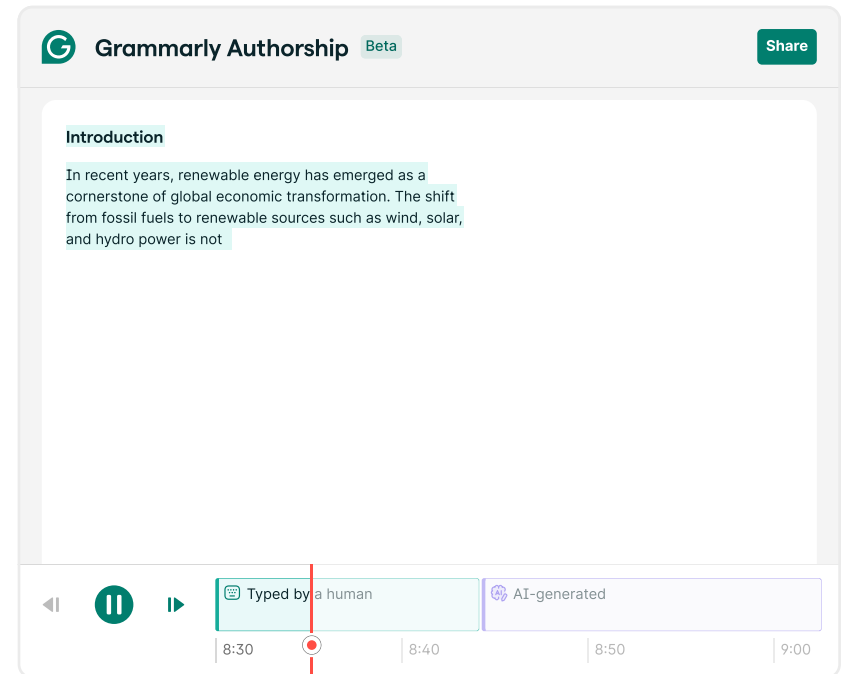 Grammarly Authorship Beta
Share
Introduction
In recent years, renewable energy has emerged as a
cornerstone of global economic transformation. The shift
from fossil fuels to renewable sources such as wind, solar,
and hydro power is not
Typed by a human
AI-generated
8:30
8:40
8:50
9:00